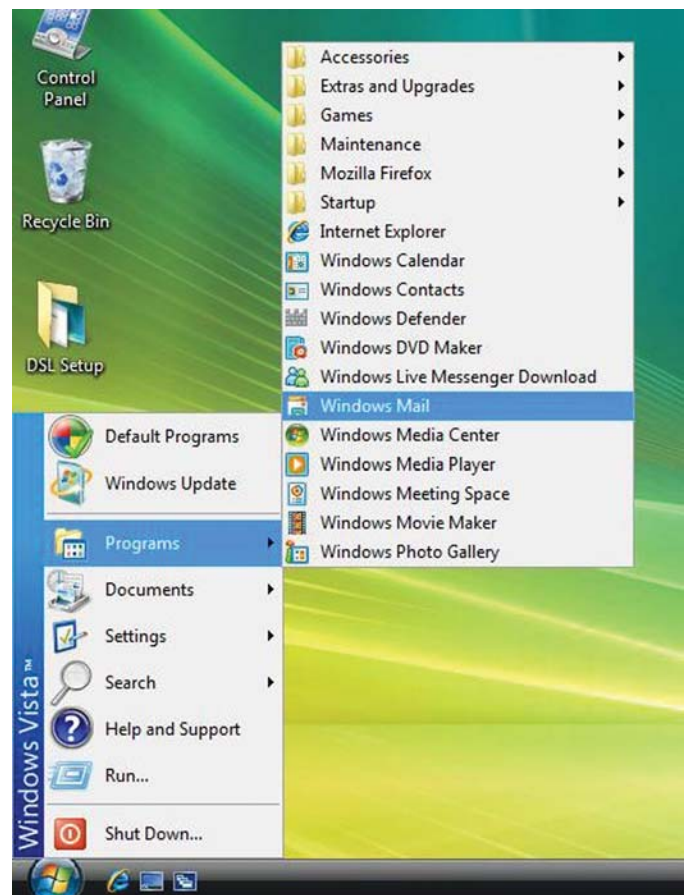 Control
Panel
Recycle Bin
DSL Setup
Accessories
Extras and Upgrades
Games
Maintenance
Mozilla Firefox
Startup
Internet Explorer
Windows Calendar
Windows Contacts
Windows Defender
Windows DVD Maker
Windows Live Messenger Download
Windows Mail
Windows Media Center
Windows Media Player
Windows Meeting Space
Windows Movie Maker
Windows Photo Gallery
Default Programs
Windows Update
Programs
Documents
Settings
Search
Help and Support
Run...
Shut Down...
Windows Vista™